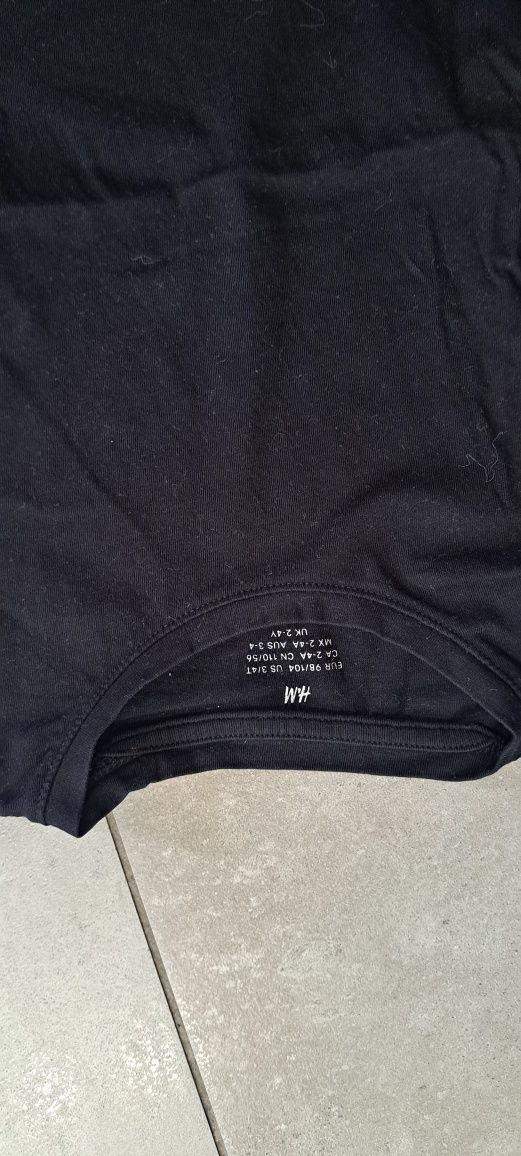 H&M
EUR 98/104 US 3/4T
CA 2-4A CN 110/56
MX 2-4A AUS 3-4
UK 2-4Y